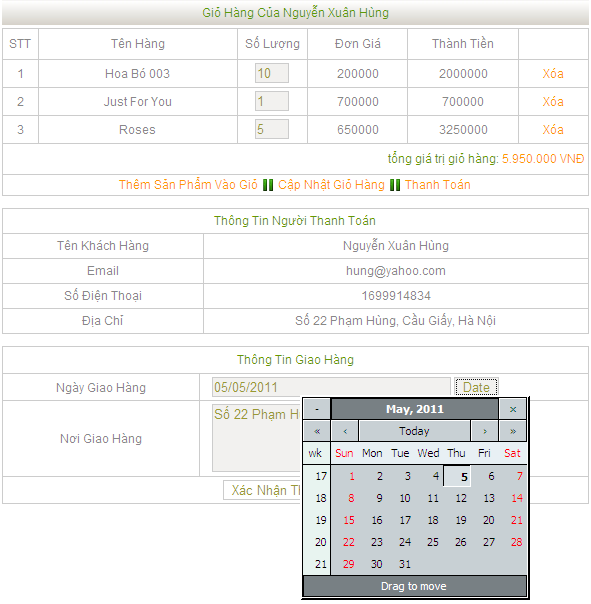 Giỏ Hàng Của Nguyễn Xuân Hùng
STT Tên Hàng Số Lượng Đơn Giá Thành Tiền
1 Hoa Bó 003 10 200000 2000000 Xóa
2 Just For You 1 700000 700000 Xóa
3 Roses 5 650000 3250000 Xóa
tổng giá trị giỏ hàng: 5.950.000 VNĐ
Thêm Sản Phẩm Vào Giỏ Cập Nhật Giỏ Hàng Thanh Toán
Thông Tin Người Thanh Toán
Tên Khách Hàng Nguyễn Xuân Hùng
Email hung@yahoo.com
Số Điện Thoại 1699914834
Địa Chỉ Số 22 Phạm Hùng, Cầu Giấy, Hà Nội
Thông Tin Giao Hàng
Ngày Giao Hàng 05/05/2011 Date
Nơi Giao Hàng Số 22 Phạm H
Xác Nhận T
- May, 2011 ×
« ‹ Today › »
wk Sun Mon Tue Wed Thu Fri Sat
17 1 2 3 4 5 6 7
18 8 9 10 11 12 13 14
19 15 16 17 18 19 20 21
20 22 23 24 25 26 27 28
21 29 30 31
Drag to move